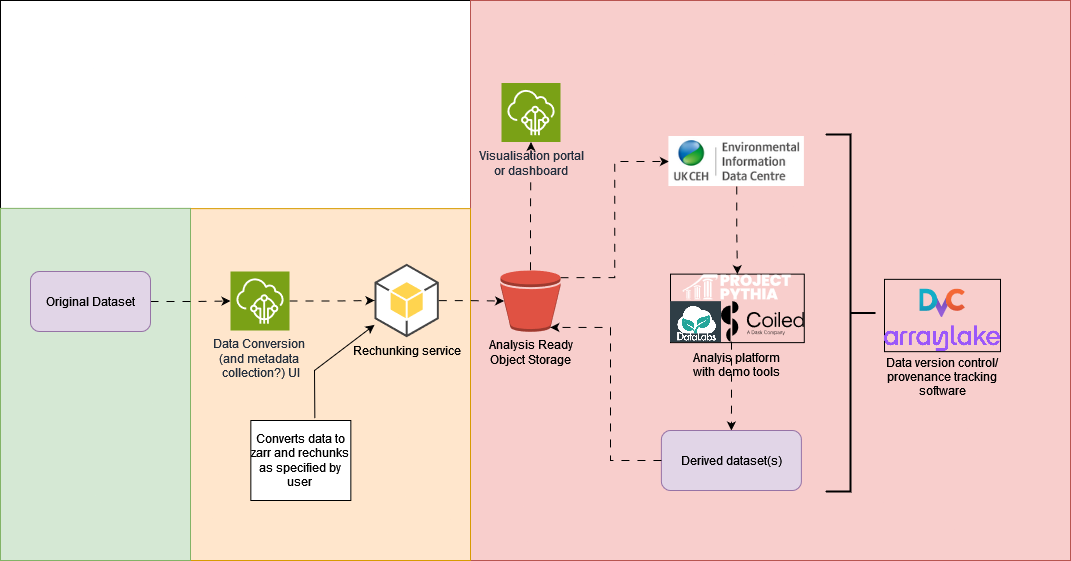 Visualisation portal
or dashboard
UKCEH
Environmental
Information
Data Centre
Original Dataset
Data Conversion
(and metadata
collection?) UI
Rechunking service
Converts data to
zarr and rechunks
as specified by
user
Analysis Ready
Object Storage
PROJECT
PYTHIA
DataLabs
Coiled
A Dask Company
Analyis platform
with demo tools
Derived dataset(s)
DVC
arraylake
Data version control/
provenance tracking
software